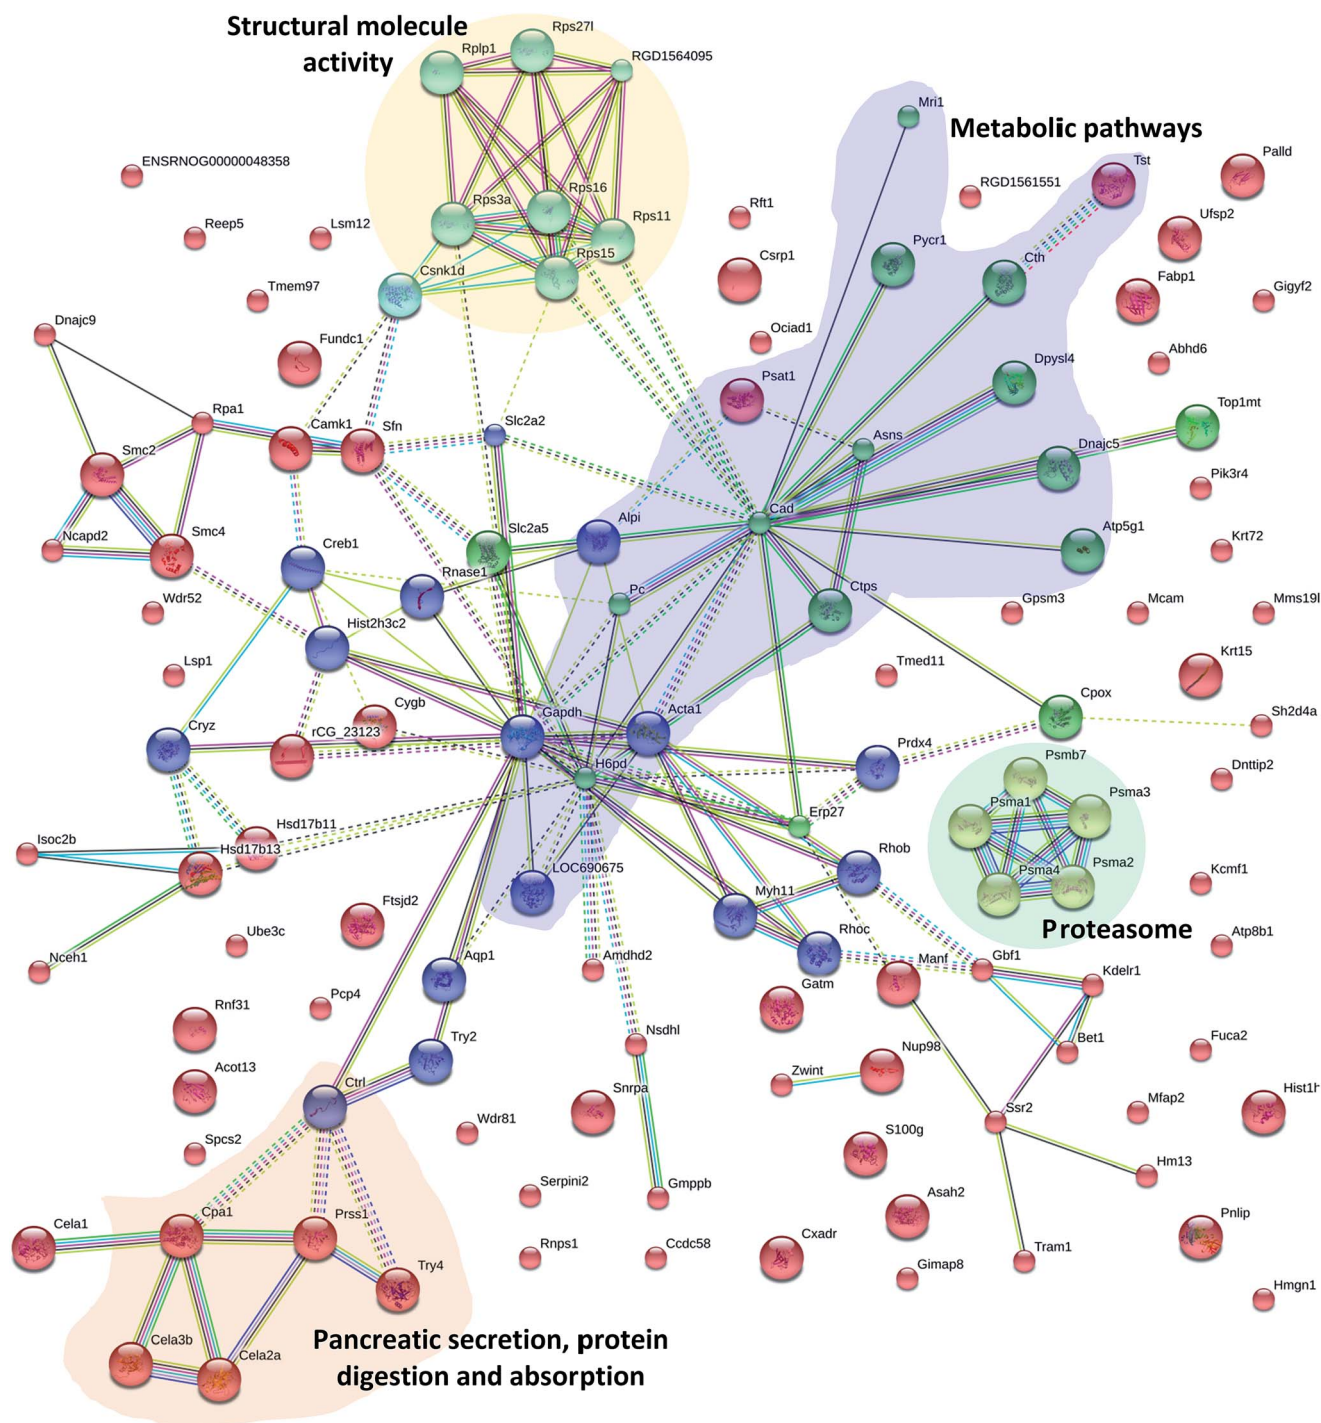 Structural molecule
activity
Rps27l
Rplp1
RGD1564095
Mri1
Metabolic pathways
Tst
Palld
ENSRNOG00000048358
RGD1561551
Rps16
Rps3a
Rft1
Ufsp2
Reep5
Lsm12
Rps11
Pycr1
Rps15
Csrp1
Cth
Csnk1d
Fabp1
Tmem97
Gigyf2
Dnajc9
Ociad1
Fundc1
Abhd6
Dpysl4
Psat1
Top1mt
Rpa1
Camk1
Sfn
Slc2a2
Asns
Smc2
Dnajc5
Pik3r4
Cad
Alpi
Smc4
Ncapd2
Slc2a5
Atp5g1
Krt72
Creb1
Rnase1
Pc
Ctps
Wdr52
Gpsm3
Mcam
Mms19l
Hist2h3c2
Lsp1
Tmed11
Krt15
Cygb
Cpox
Gapdh
Acta1
Sh2d4a
Cryz
rCG_23123
Prdx4
Psmb7
H6pd
Dnttip2
Psma3
Psma1
Erp27
Hsd17b11
Isoc2b
Hsd17b13
Rhob
Psma2
LOC690675
Psma4
Kcmf1
Myh11
Ftsjd2
Proteasome
Rhoc
Ube3c
Atp8b1
Nceh1
Aqp1
Amdhd2
Manf
Gbf1
Kdelr1
Gatm
Pcp4
Rnf31
Nsdhl
Try2
Bet1
Fuca2
Nup98
Acot13
Ctrl
Zwint
Snrpa
Hist1h
Mfap2
Ssr2
Wdr81
Spcs2
S100g
Hm13
Serpini2
Gmppb
Asah2
Cpa1
Prss1
Pnlip
Cela1
Cxadr
Rnps1
Ccdc58
Tram1
Try4
Gimap8
Hmgn1
Cela3b
Pancreatic secretion, protein
Cela2a
digestion and absorption